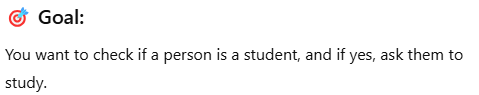 🎯 Goal:
You want to check if a person is a student, and if yes, ask them to
study.